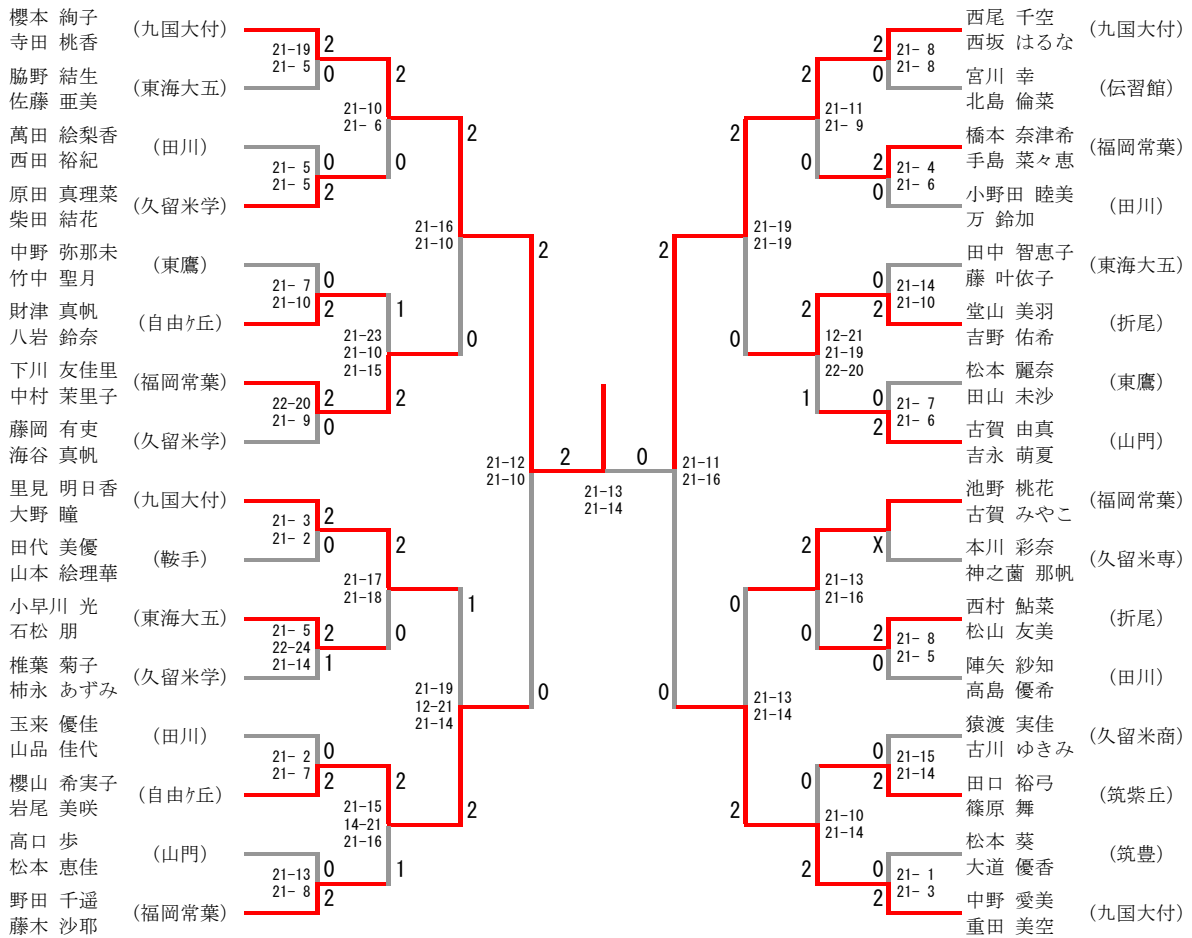 櫻本 絢子
寺田 桃香
(九国大付)
21-19
21- 5
2
0
脇野 結生
佐藤 亜美
(東海大五)
21-10
21- 6
2
0
萬田 絵梨香
西田 裕紀
(田川)
21- 5
21- 5
0
2
原田 真理菜
柴田 結花
(久留米学)
21-16
21-10
2
0
中野 弥那未
竹中 聖月
(東鷹)
21- 7
21-10
0
2
財津 真帆
八岩 鈴奈
(自由ケ丘)
21-23
21-10
21-15
1
2
下川 友佳里
中村 茉里子
(福岡常葉)
22-20
21- 9
2
0
藤岡 有吏
海谷 真帆
(久留米学)
21-12
21-10
2
0
里見 明日香
大野 瞳
(九国大付)
21- 3
21- 2
2
0
田代 美優
山本 絵理華
(鞍手)
21-17
21-18
2
0
小早川 光
石松 朋
(東海大五)
21- 5
22-24
21-14
2
1
椎葉 菊子
柿永 あずみ
(久留米学)
21-19
12-21
21-14
1
2
玉来 優佳
山品 佳代
(田川)
21- 2
21- 7
0
2
櫻山 希実子
岩尾 美咲
(自由ケ丘)
21-15
14-21
21-16
2
1
高口 歩
松本 恵佳
(山門)
21-13
21- 8
0
2
野田 千遥
藤木 沙耶
(福岡常葉)
2
0
21-13
21-14
西尾 千空
西坂 はるな
(九国大付)
2
0
21- 8
21- 8
宮川 幸
北島 倫菜
(伝習館)
2
0
21-11
21- 9
橋本 奈津希
手島 菜々恵
(福岡常葉)
2
0
21- 4
21- 6
小野田 睦美
万 鈴加
(田川)
2
0
21-19
21-19
田中 智恵子
藤 叶依子
(東海大五)
0
2
21-14
21-10
堂山 美羽
吉野 佑希
(折尾)
2
1
12-21
21-19
22-20
松本 麗奈
田山 未沙
(東鷹)
0
2
21- 7
21- 6
古賀 由真
吉永 萌夏
(山門)
2
0
21-11
21-16
池野 桃花
古賀 みやこ
(福岡常葉)
X
本川 彩奈
神之薗 那帆
(久留米専)
2
0
21-13
21-16
西村 鮎菜
松山 友美
(折尾)
2
0
21- 8
21- 5
陣矢 紗知
高島 優希
(田川)
0
2
21-13
21-14
猿渡 実佳
古川 ゆきみ
(久留米商)
0
2
21-15
21-14
田口 裕弓
篠原 舞
(筑紫丘)
0
2
21-10
21-14
松本 葵
大道 優香
(筑豊)
0
2
21- 1
21- 3
中野 愛美
重田 美空
(九国大付)